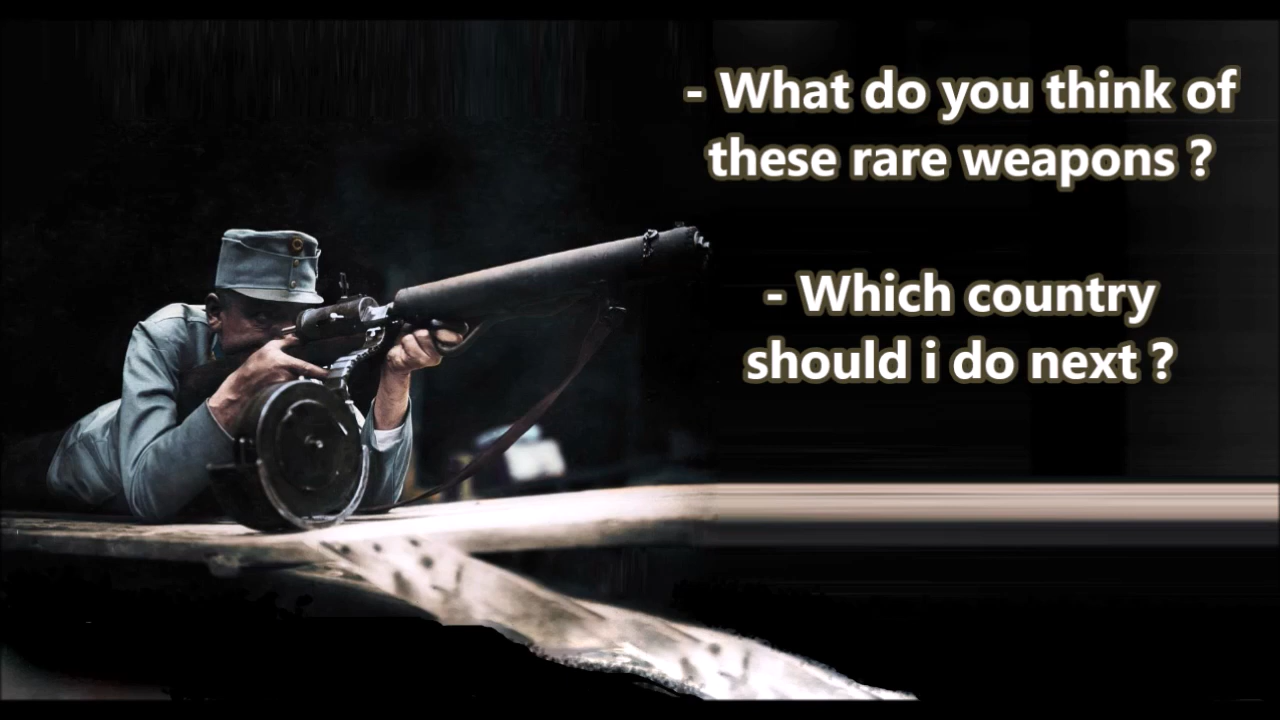 - What do you think of
these rare weapons ?
- Which country
should i do next ?